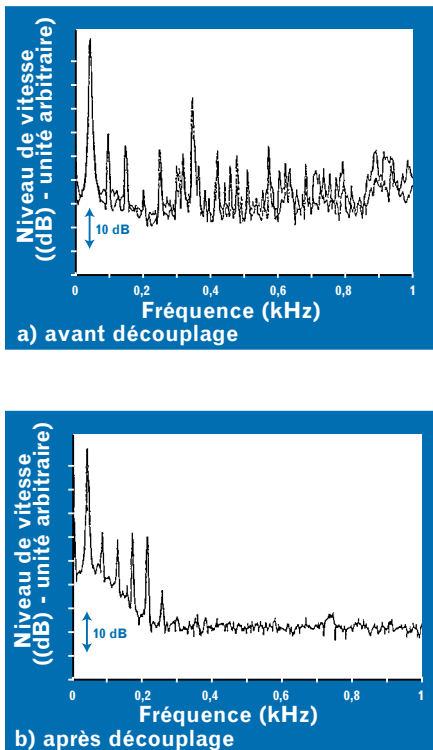 Niveau de vitesse
((dB) - unité arbitraire)
10 dB
0 0,2 0,4 0,6 0,8 1
Fréquence (kHz)
a) avant découplage
Niveau de vitesse
((dB) - unité arbitraire)
10 dB
0 0,2 0,4 0,6 0,8 1
Fréquence (kHz)
b) après découplage